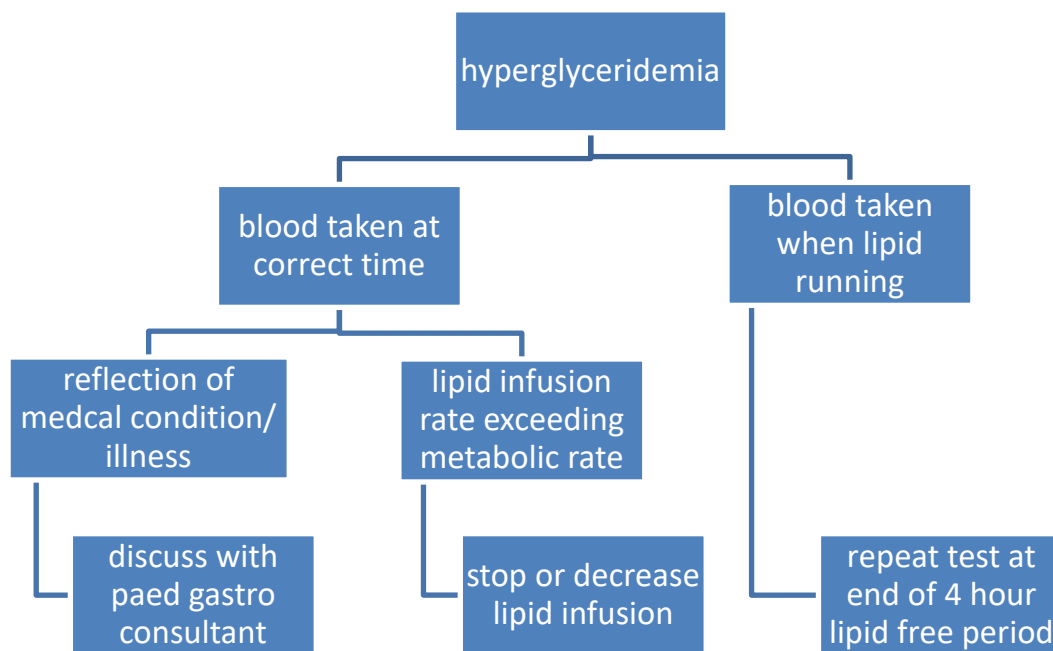 hyperglyceridemia
blood taken at
correct time
blood taken
when lipid
running
reflection of
medcal condition/
illness
lipid infusion
rate exceeding
metabolic rate
discuss with
paed gastro
consultant
stop or decrease
lipid infusion
repeat test at
end of 4 hour
lipid free period